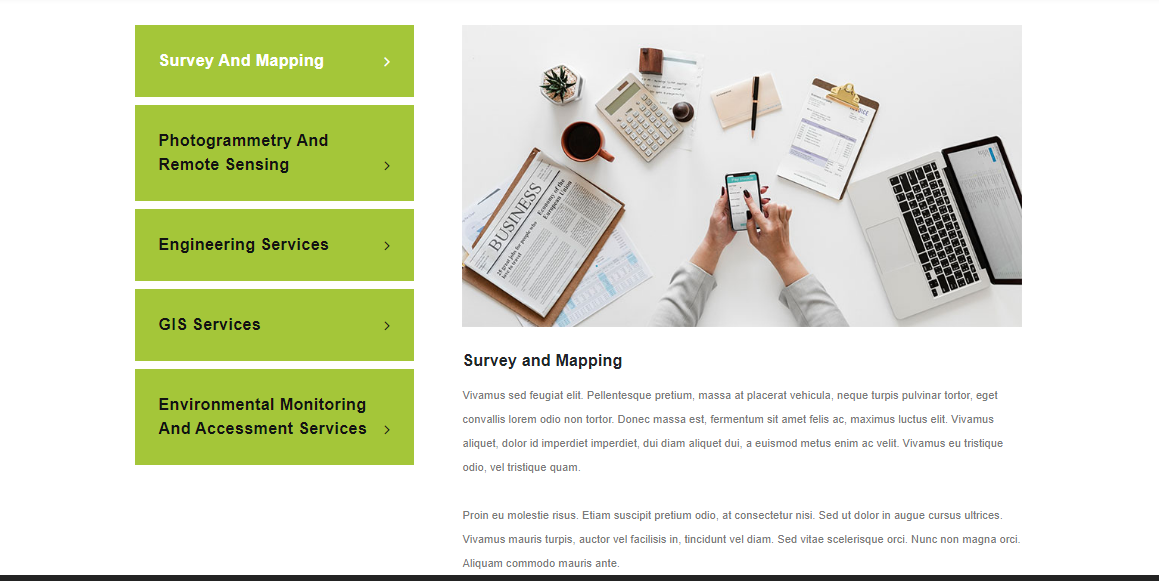 Survey And Mapping
Photogrammetry And
Remote Sensing
Engineering Services
GIS Services
Environmental Monitoring
And Accessment Services
BUSINESS
Economy of the
European Union
Survey and Mapping
Vivamus sed feugiat elit. Pellentesque pretium, massa at placerat vehicula, neque turpis pulvinar tortor, eget
convallis lorem odio non tortor. Donec massa est, fermentum sit amet felis ac, maximus luctus elit. Vivamus
aliquet, dolor id imperdiet imperdiet, dui diam aliquet dui, a euismod metus enim ac velit. Vivamus eu tristique
odio, vel tristique quam.
Proin eu molestie risus. Etiam suscipit pretium odio, at consectetur nisi. Sed ut dolor in augue cursus ultrices.
Vivamus mauris turpis, auctor vel facilisis in, tincidunt vel diam. Sed vitae scelerisque orci. Nunc non magna orci.
Aliquam commodo mauris ante.